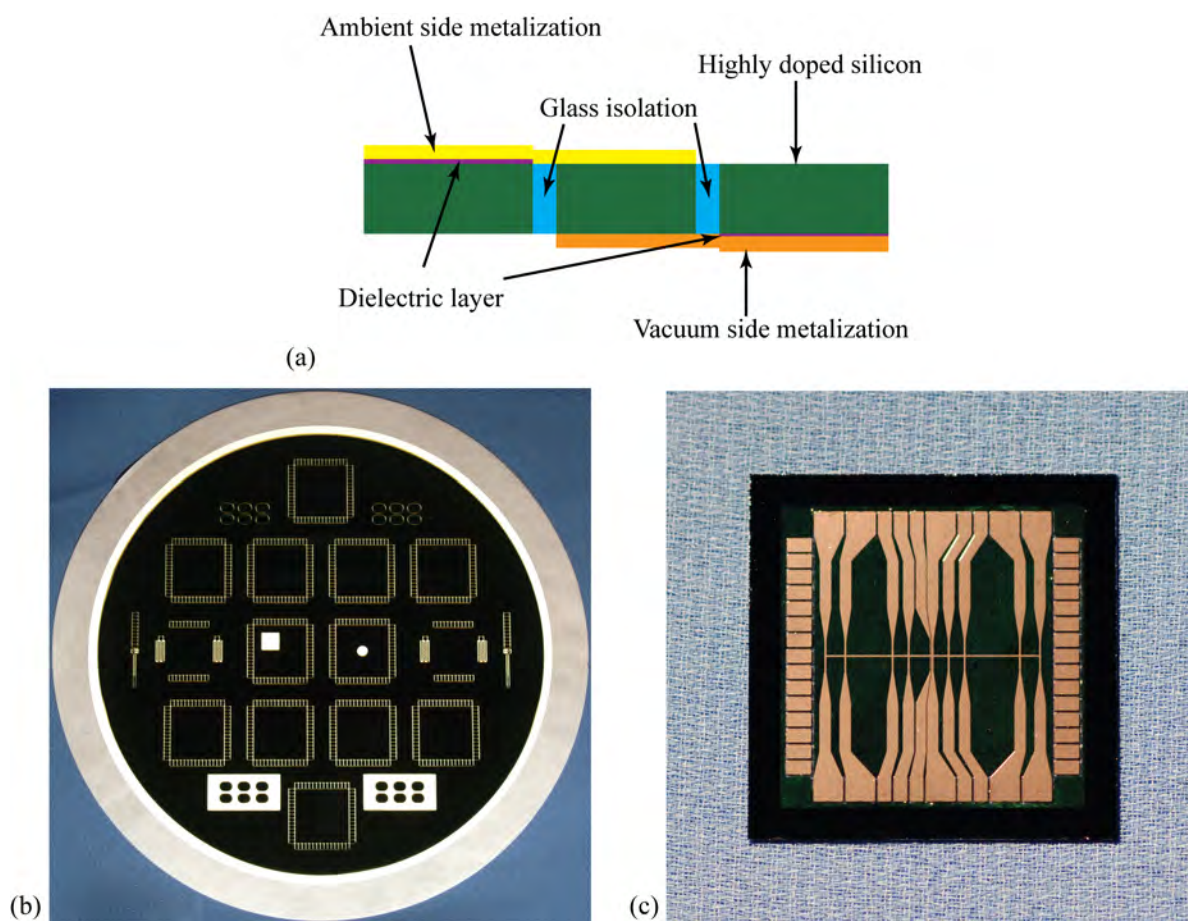 Ambient side metalization
Highly doped silicon
Glass isolation
Dielectric layer
Vacuum side metalization
(a)
(b)
(c)